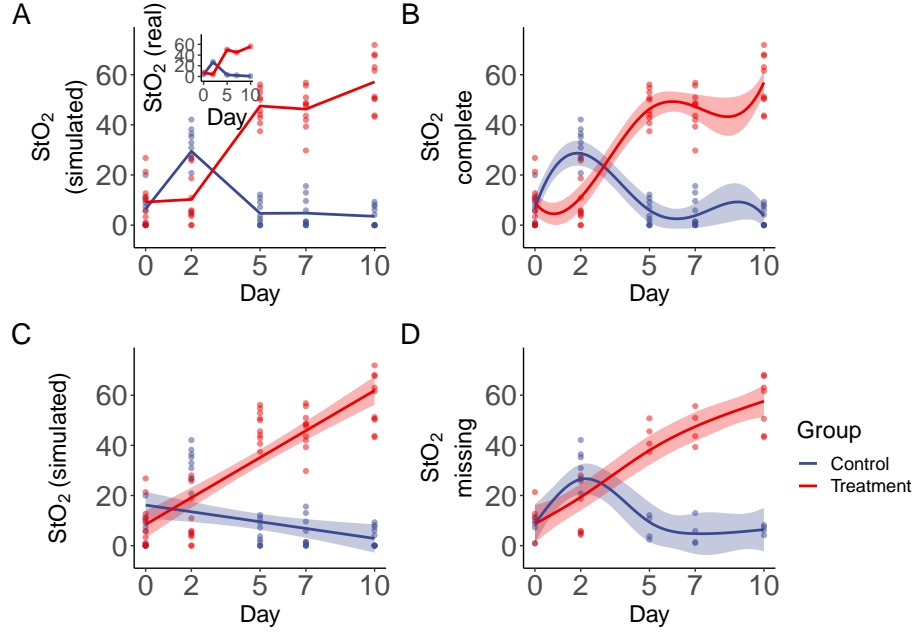 A
StO2 (simulated)
60
40
20
0
0 2 5 7 10
Day
StO2 (real)
60
40
20
0
0 5 10
Day
B
StO2 complete
60
40
20
0
0 2 5 7 10
Day
C
StO2 (simulated)
60
40
20
0
0 2 5 7 10
Day
D
StO2 missing
60
40
20
0
0 2 5 7 10
Day
Group
Control
Treatment